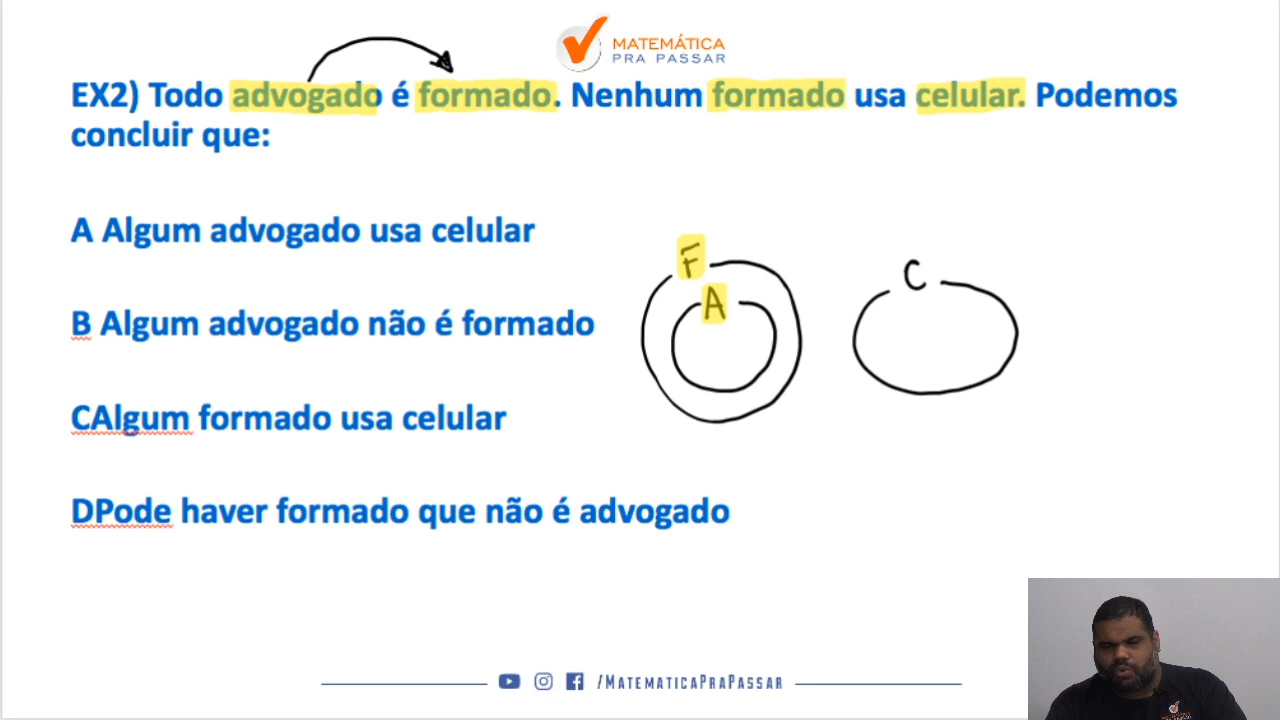 MATEMÁTICA
PRA PASSAR
EX2) Todo advogado é formado. Nenhum formado usa celular. Podemos
concluir que:
A Algum advogado usa celular
B Algum advogado não é formado
CAlgum formado usa celular
DPode haver formado que não é advogado
F
A
C
/MATEMATICAPRAPASSAR
MATEMÁTICA